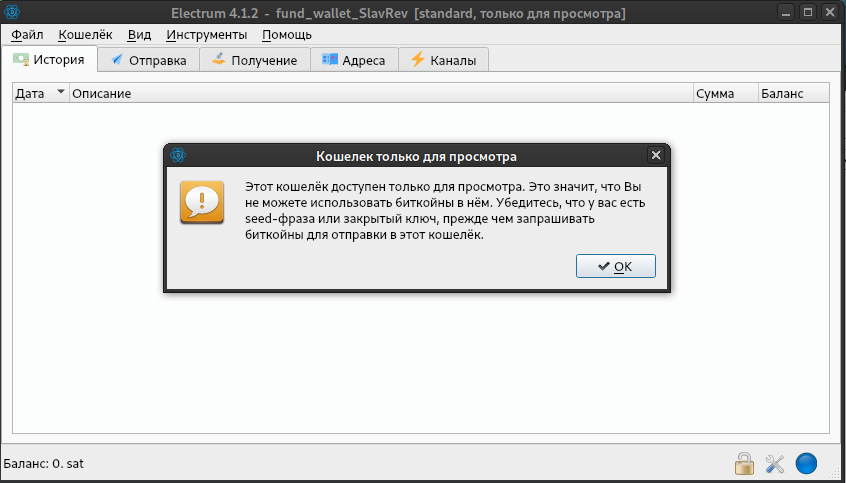 Electrum 4.1.2 - fund_wallet_SlavRev [standard, только для просмотра]
Файл Кошелёк Вид Инструменты Помощь
История Отправка Получение Адреса Каналы
Дата Описание Сумма Баланс
Кошелек только для просмотра
Этот кошелёк доступен только для просмотра. Это значит, что Вы
не можете использовать биткойны в нём. Убедитесь, что у вас есть
seed-фраза или закрытый ключ, прежде чем запрашивать
биткойны для отправки в этот кошелёк.
OK
Баланс: 0. sat